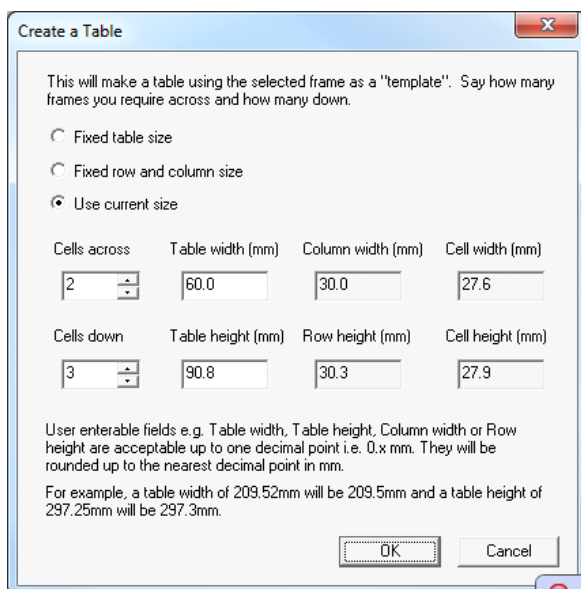 Create a Table
This will make a table using the selected frame as a "template". Say how many
frames you require across and how many down.
Fixed table size
Fixed row and column size
Use current size
Cells across Table width (mm) Column width (mm) Cell width (mm)
2 60.0 30.0 27.6
Cells down Table height (mm) Row height (mm) Cell height (mm)
3 90.8 30.3 27.9
User enterable fields e.g. Table width, Table height, Column width or Row
height are acceptable up to one decimal point i.e. 0.x mm. They will be
rounded up to the nearest decimal point in mm.
For example, a table width of 209.52mm will be 209.5mm and a table height of
297.25mm will be 297.3mm.
OK Cancel